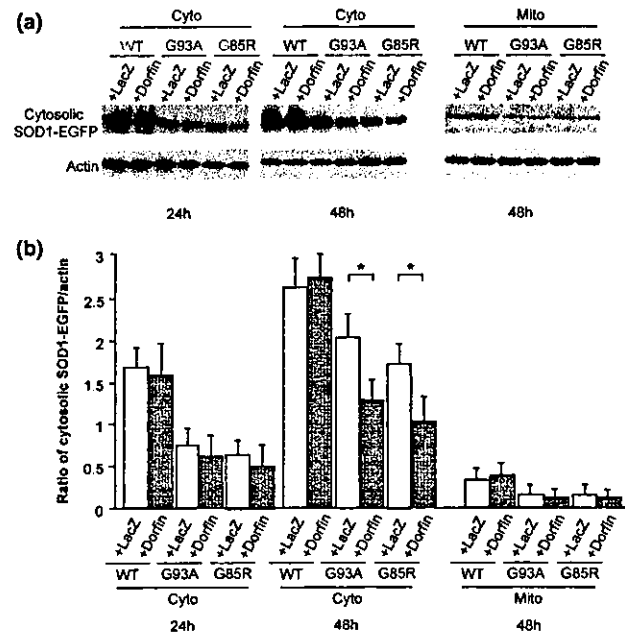 (a)
Cyto Cyto Mito
WT G93A G85R WT G93A G85R WT G93A G85R
+LacZ +Dorfin +LacZ +Dorfin +LacZ +Dorfin +LacZ +Dorfin +LacZ +Dorfin +LacZ +Dorfin +LacZ +Dorfin +LacZ +Dorfin +LacZ +Dorfin
Cytosolic
SOD1-EGFP
Actin
24h 48h 48h
(b)
Ratio of cytosolic SOD1-EGFP/actin
3
2.5
2
1.5
1
0.5
0
* *
+LacZ +Dorfin +LacZ +Dorfin +LacZ +Dorfin +LacZ +Dorfin +LacZ +Dorfin +LacZ +Dorfin +LacZ +Dorfin +LacZ +Dorfin +LacZ +Dorfin
WT G93A G85R WT G93A G85R WT G93A G85R
Cyto Cyto Mito
24h 48h 48h